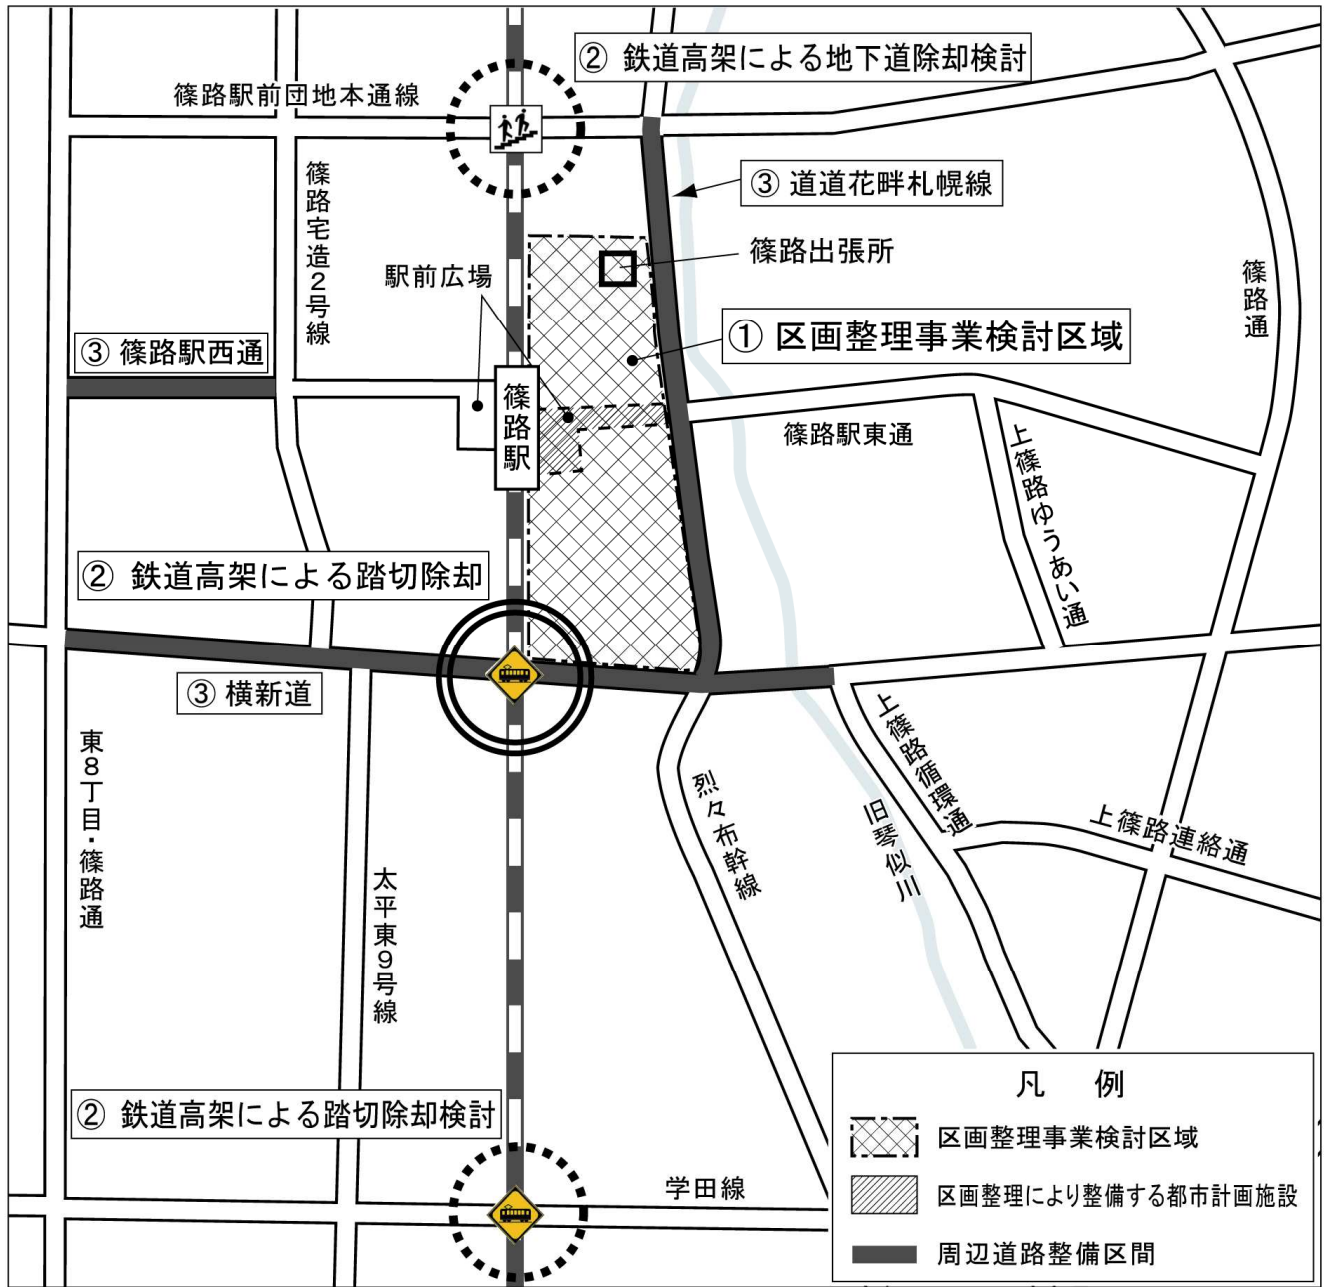 ② 鉄道高架による地下道除却検討
篠路駅前団地本通線
③ 道道花畔札幌線
篠路宅造2号線
篠路出張所
駅前広場
篠路通
① 区画整理事業検討区域
③ 篠路駅西通
篠路駅
篠路駅東通
上篠路ゆうあい通
② 鉄道高架による踏切除却
③ 横新道
上篠路循環通
東8丁目・篠路通
烈々布幹線
旧琴似川
上篠路連絡通
太平東9号線
② 鉄道高架による踏切除却検討
学田線
凡 例
区画整理事業検討区域
区画整理により整備する都市計画施設
周辺道路整備区間